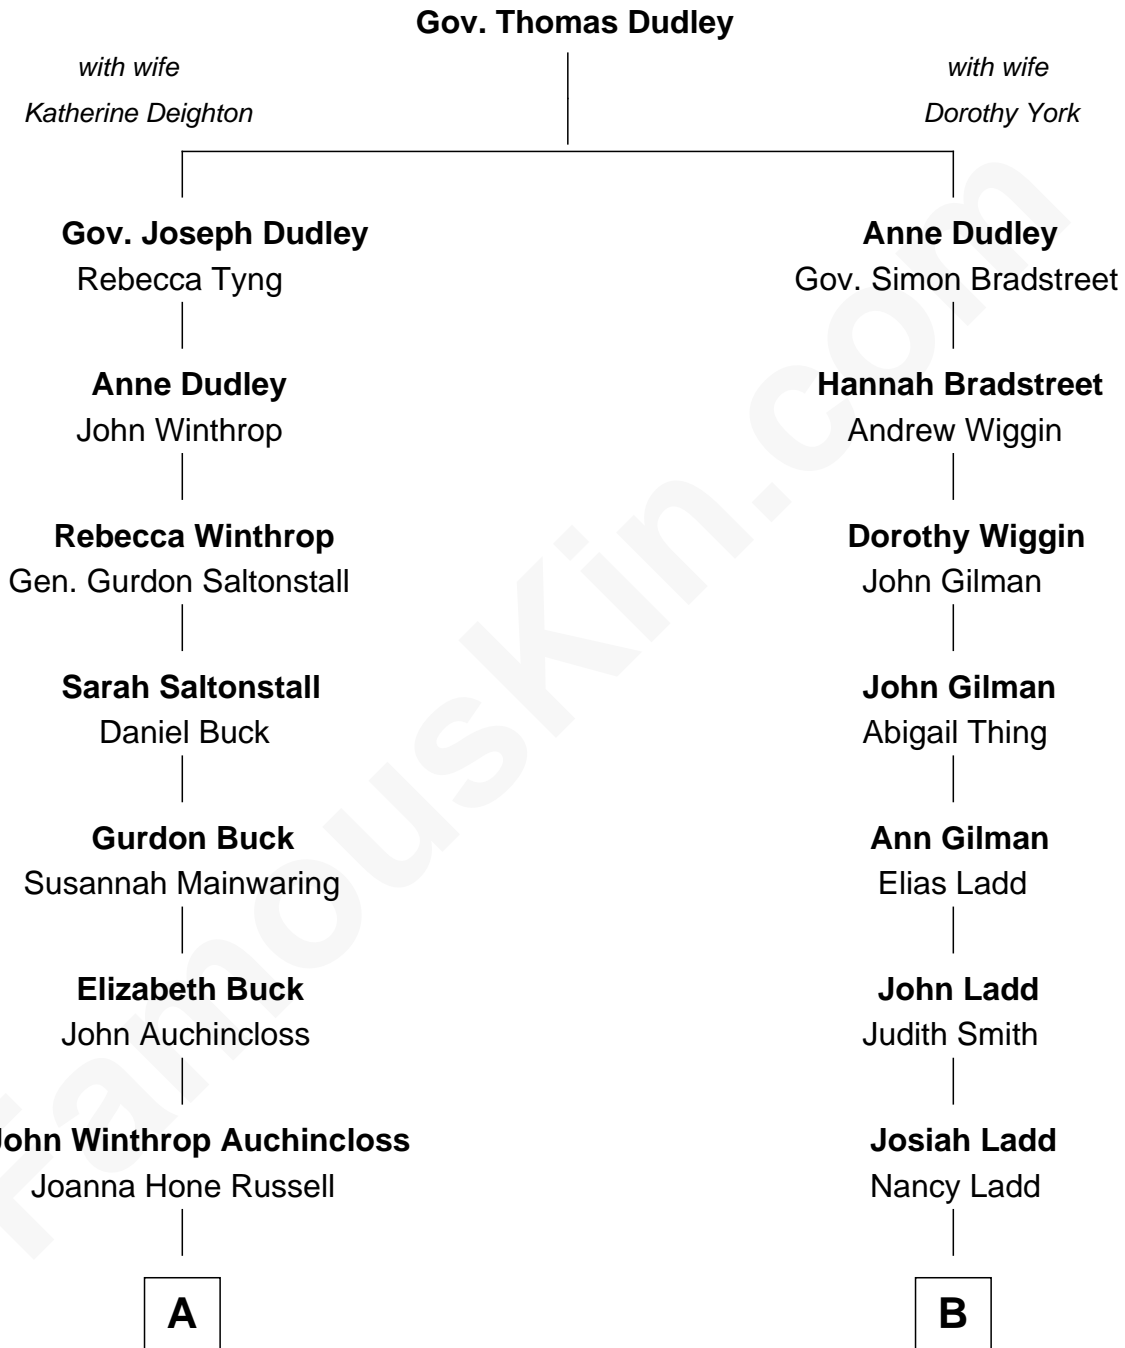 Gov. Thomas Dudley
with wife
Katherine Deighton
with wife
Dorothy York
Gov. Joseph Dudley
Rebecca Tyng
Anne Dudley
Gov. Simon Bradstreet
Anne Dudley
John Winthrop
Hannah Bradstreet
Andrew Wiggin
Rebecca Winthrop
Gen. Gurdon Saltonstall
Dorothy Wiggin
John Gilman
Sarah Saltonstall
Daniel Buck
John Gilman
Abigail Thing
Gurdon Buck
Susannah Mainwaring
Ann Gilman
Elias Ladd
Elizabeth Buck
John Auchincloss
John Ladd
Judith Smith
John Winthrop Auchincloss
Joanna Hone Russell
Josiah Ladd
Nancy Ladd
A
B
FamousKin.com